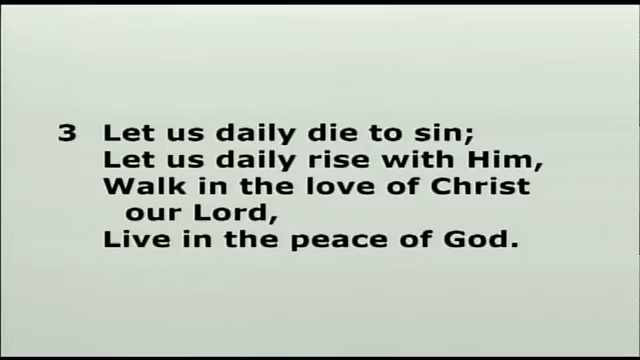 3 Let us daily die to sin;
Let us daily rise with Him,
Walk in the love of Christ
our Lord,
Live in the peace of God.